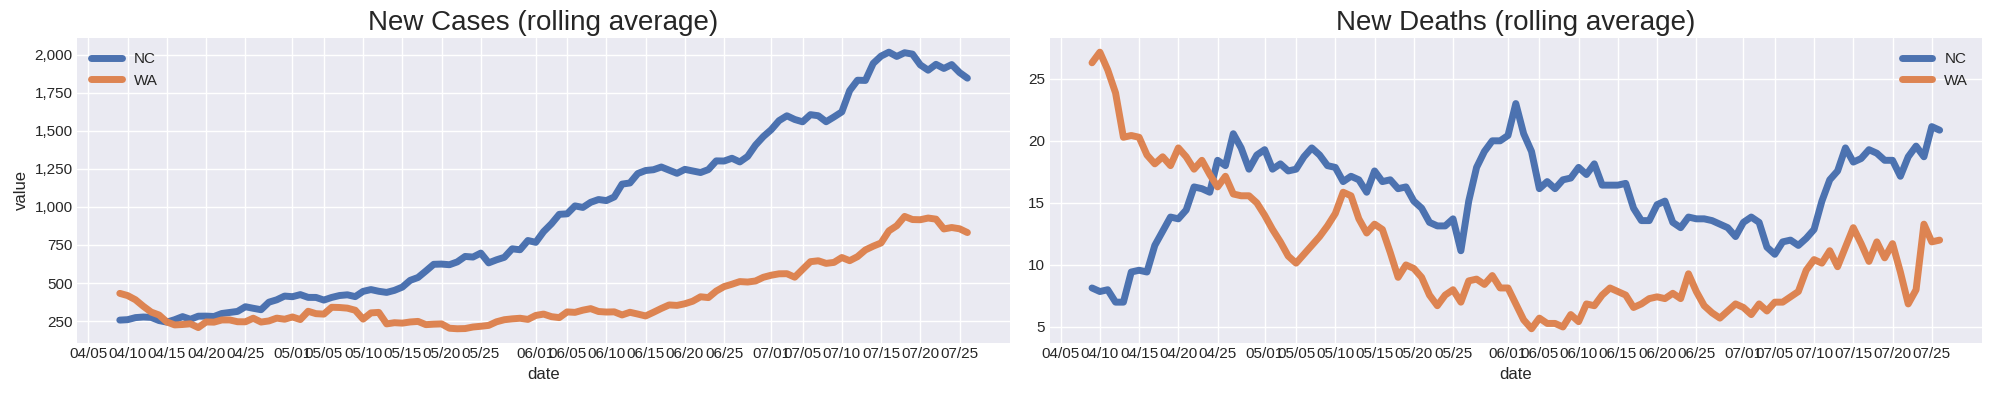 New Cases (rolling average)
NC
WA
2,000
1,750
1,500
1,250
1,000
750
500
250
value
04/05 04/10 04/15 04/20 04/25 05/01 05/05 05/10 05/15 05/20 05/25 06/01 06/05 06/10 06/15 06/20 06/25 07/01 07/05 07/10 07/15 07/20 07/25
date
New Deaths (rolling average)
NC
WA
25
20
15
10
5
04/05 04/10 04/15 04/20 04/25 05/01 05/05 05/10 05/15 05/20 05/25 06/01 06/05 06/10 06/15 06/20 06/25 07/01 07/05 07/10 07/15 07/20 07/25
date